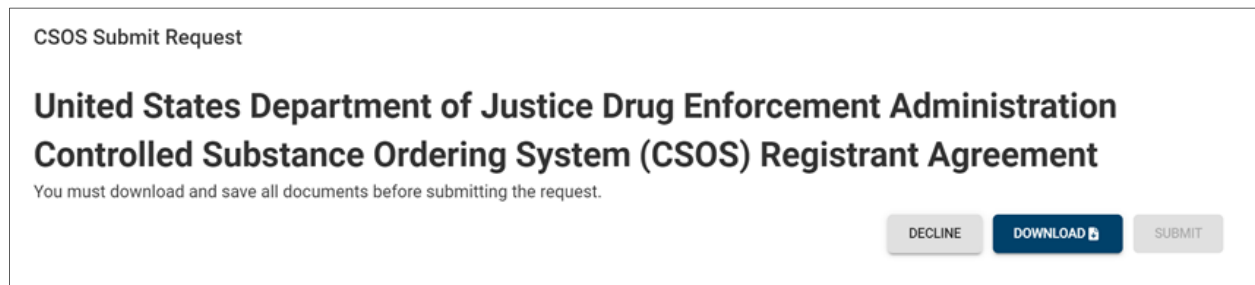 CSOS Submit Request
United States Department of Justice Drug Enforcement Administration
Controlled Substance Ordering System (CSOS) Registrant Agreement
You must download and save all documents before submitting the request.
DECLINE DOWNLOAD SUBMIT